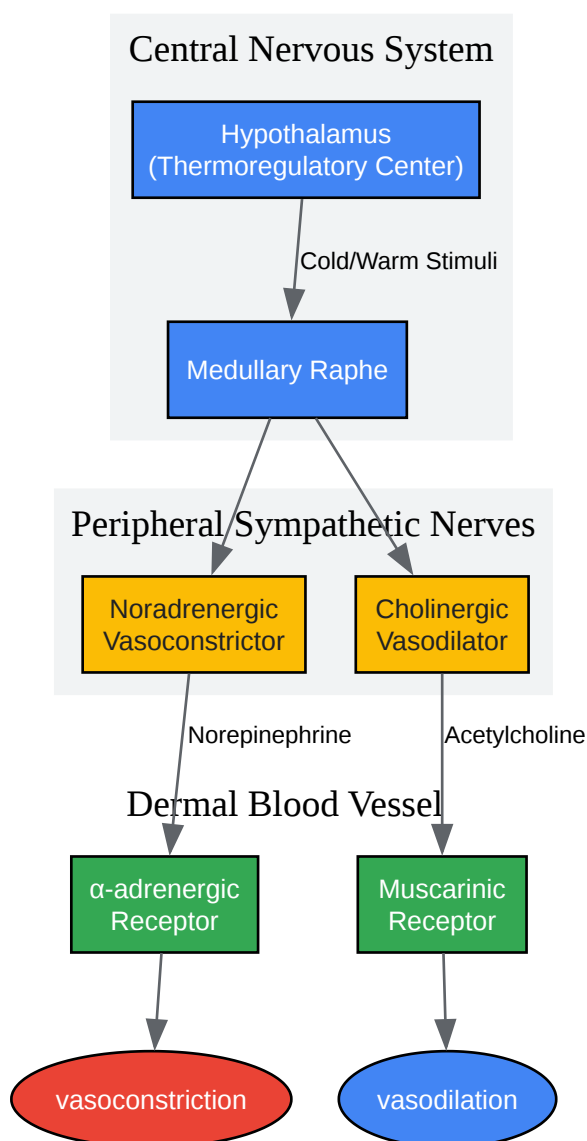 Central Nervous System
Hypothalamus
(Thermoregulatory Center)
Cold/Warm Stimuli
Medullary Raphe
Peripheral Sympathetic Nerves
Noradrenergic
Vasoconstrictor
Cholinergic
Vasodilator
Norepinephrine
Acetylcholine
Dermal Blood Vessel
α-adrenergic
Receptor
Muscarinic
Receptor
vasoconstriction
vasodilation